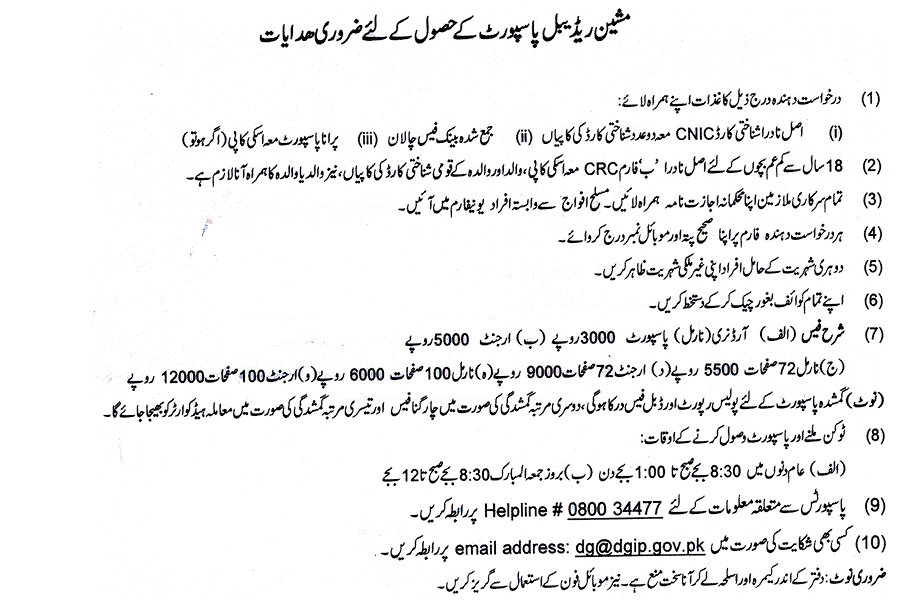 مشین ریڈیبل پاسپورٹ کے حصول کے لئے ضروری ھدایات
(1) درخواست دہندہ درج ذیل کاغذات اپنے ہمراہ لائے:
(i) اصل نادرا شناختی کارڈ CNIC معہ دو عدد شناختی کارڈ کی کاپیاں (ii) جمع شدہ بینک فیس چالان (iii) پرانا پاسپورٹ معہ اسکی کاپی (اگر ہو تو)
(2) 18 سال سے کم عمر بچوں کے لئے اصل نادرا ’ب‘ فارم CRC معہ اسکی کاپی، والد اور والدہ کے قومی شناختی کارڈ کی کاپیاں، نیز والد یا والدہ کا ہمراہ آنا لازم ہے۔
(3) تمام سرکاری ملازمین اپنا محکمانہ اجازت نامہ ہمراہ لائیں۔ مسلح افواج سے وابستہ افراد یونیفارم میں آئیں۔
(4) ہر درخواست دہندہ فارم پر اپنا صحیح پتہ اور موبائل نمبر درج کروائے۔
(5) دوہری شہریت کے حامل افراد اپنی غیر ملکی شہریت ظاہر کریں۔
(6) اپنے تمام کوائف بغور چیک کر کے دستخط کریں۔
(7) شرح فیس (الف) آرڈنری (نارمل) پاسپورٹ 3000 روپے (ب) ارجنٹ 5000 روپے
(ج) نارمل 72 صفحات 5500 روپے (د) ارجنٹ 72 صفحات 9000 روپے (ہ) نارمل 100 صفحات 6000 روپے (و) ارجنٹ 100 صفحات 12000 روپے
(نوٹ) گمشدہ پاسپورٹ کے لئے پولیس رپورٹ اور ڈبل فیس درکار ہوگی، دوسری مرتبہ گمشدگی کی صورت میں چار گنا فیس اور تیسری مرتبہ گمشدگی کی صورت میں معاملہ ہیڈ کوارٹر کو بھیجا جائے گا۔
(8) ٹوکن ملنے اور پاسپورٹ وصول کرنے کے اوقات:
(الف) عام دنوں میں 8:30 بجے صبح تا 1:00 بجے دن (ب) بروز جمعۃ المبارک 8:30 بجے صبح تا 12 بجے
(9) پاسپورٹس سے متعلقہ معلومات کے لئے Helpline # 0800 34477 پر رابطہ کریں۔
(10) کسی بھی شکایت کی صورت میں email address: dg@dgip.gov.pk پر رابطہ کریں۔
ضروری نوٹ: دفتر کے اندر کیمرہ اور اسلحہ لے کر آنا سخت منع ہے۔ نیز موبائل فون کے استعمال سے گریز کریں۔